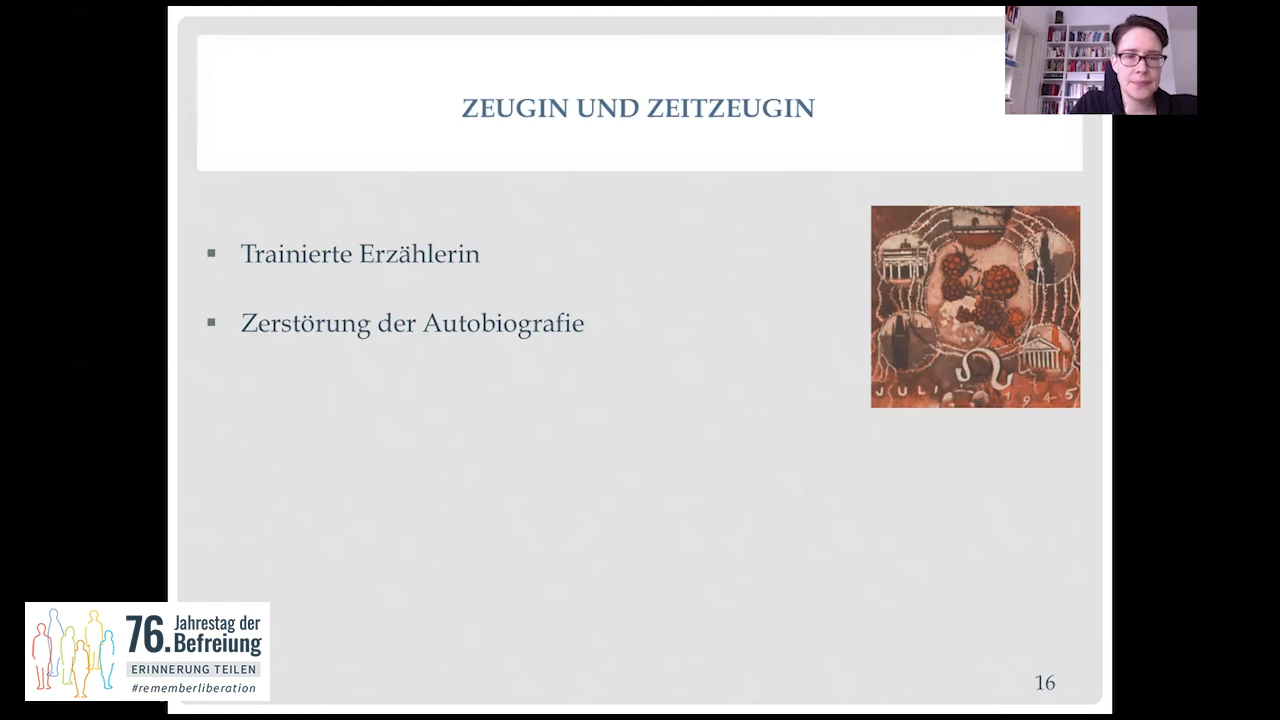 ZEUGIN UND ZEITZEUGIN
Trainierte Erzählerin
Zerstörung der Autobiografie
JULI 1945
76. Jahrestag der
Befreiung
ERINNERUNG TEILEN
#rememberliberation
16